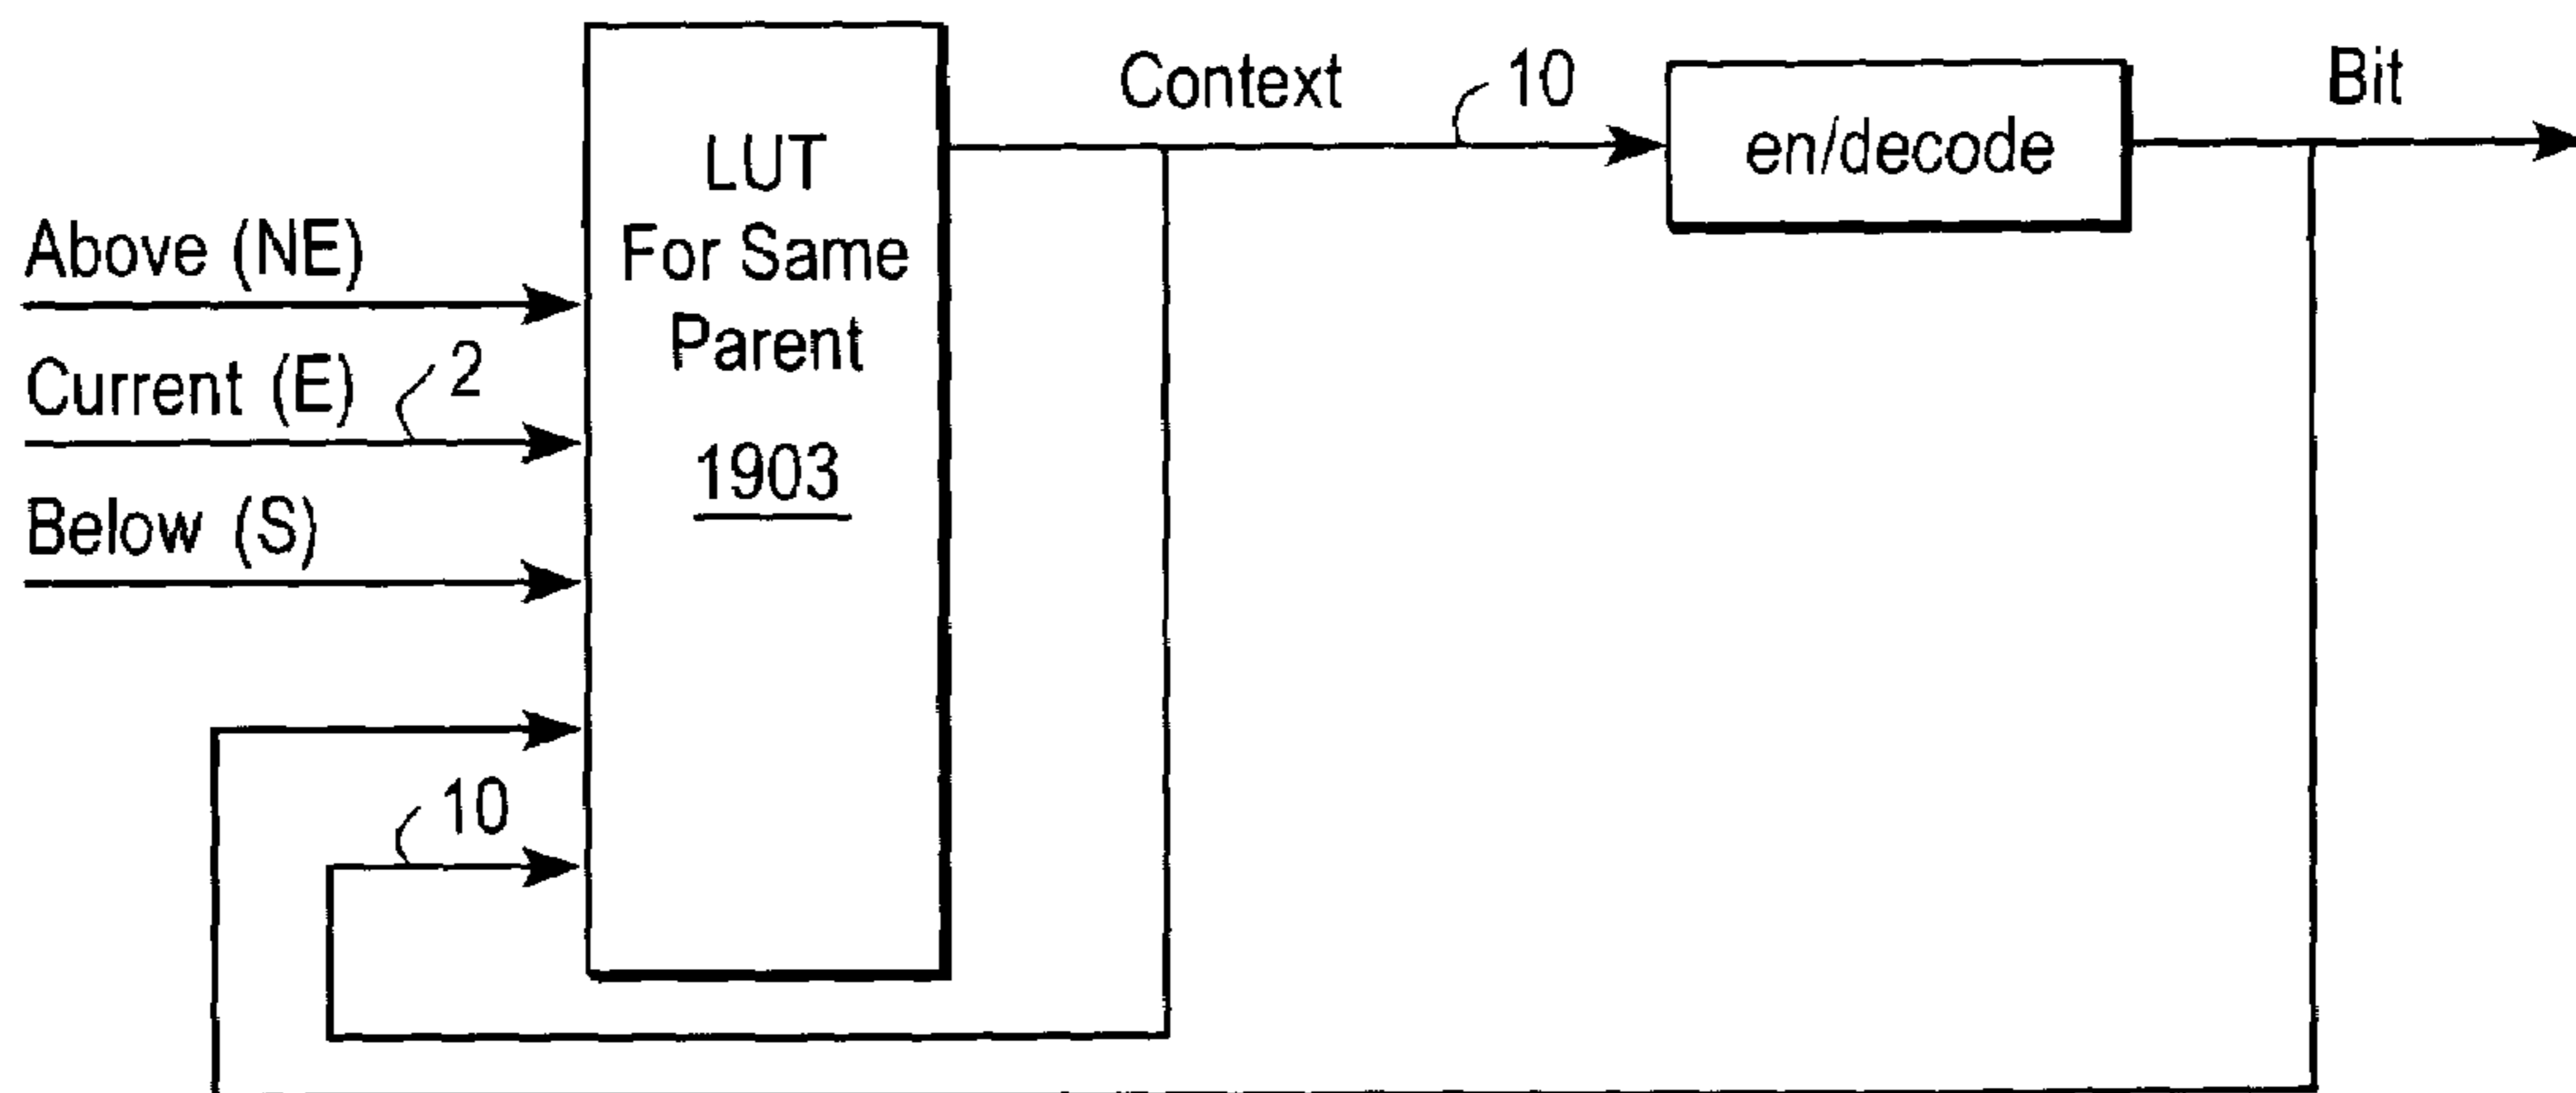 Context
10
Bit
LUT
For Same
Parent
1903
en/decode
Above (NE)
Current (E)
2
Below (S)
10